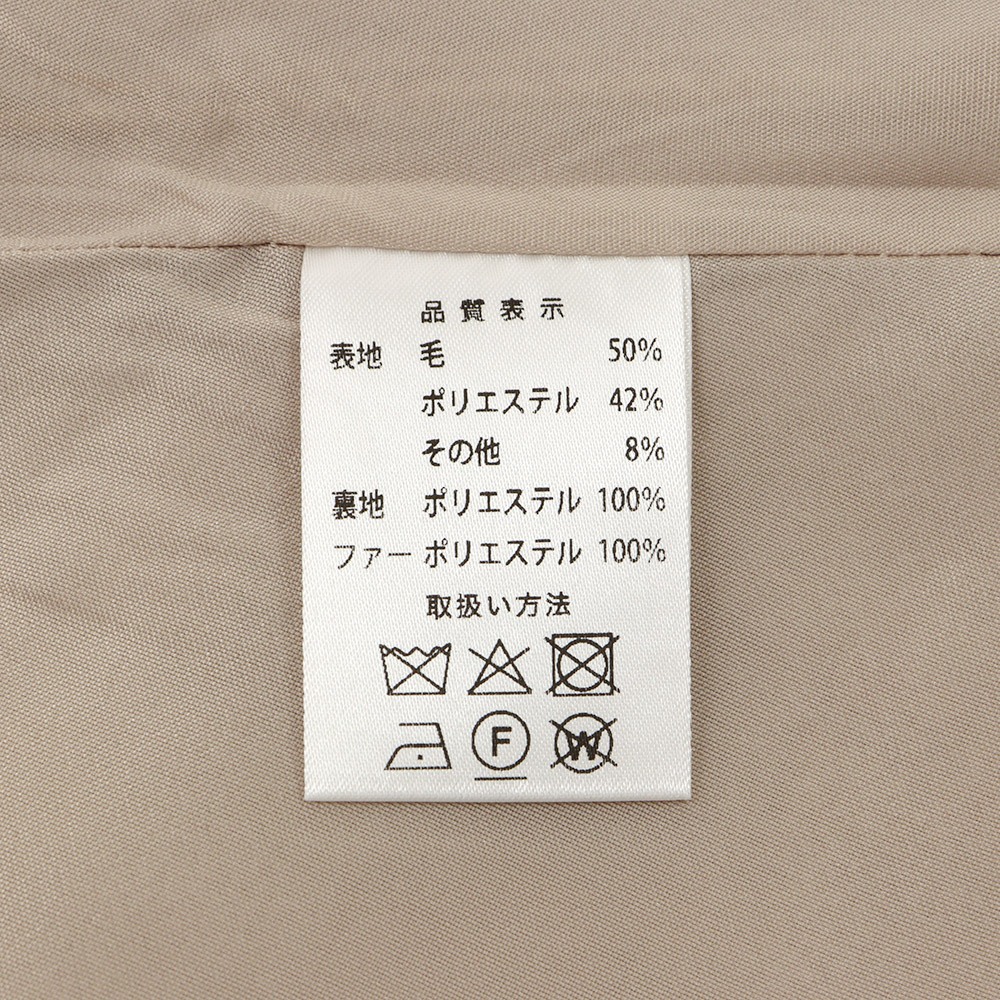 品質表示
表地 毛 50%
ポリエステル 42%
その他 8%
裏地 ポリエステル 100%
ファー ポリエステル 100%
取扱い方法
F W